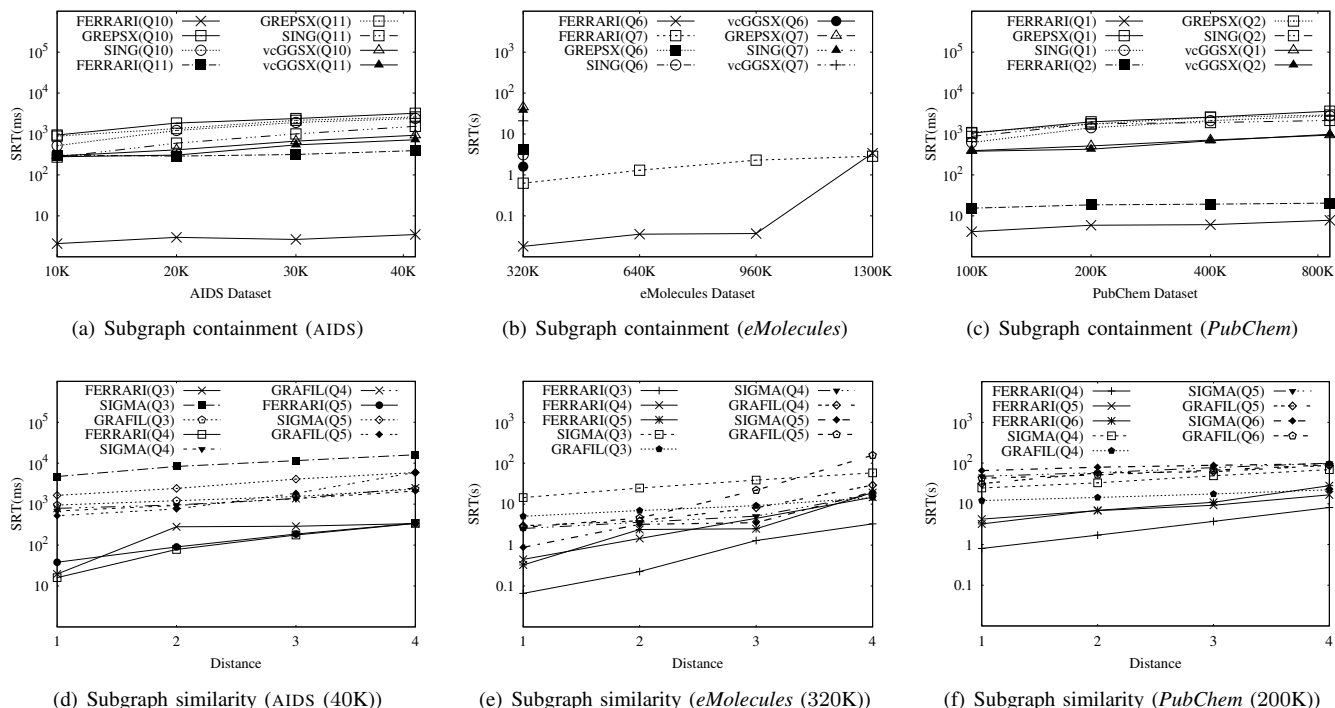 FERRARI(Q10)
GREPSX(Q10)
SING(Q10)
FERRARI(Q11)
GREPSX(Q11)
SING(Q11)
vcGGSX(Q10)
vcGGSX(Q11)
10^5
10^4
10^3
10^2
10
SRT(ms)
10K 20K 30K 40K
AIDS Dataset
(a) Subgraph containment (AIDS)
FERRARI(Q6)
FERRARI(Q7)
GREPSX(Q6)
SING(Q6)
vcGGSX(Q6)
GREPSX(Q7)
SING(Q7)
vcGGSX(Q7)
10^3
10^2
10
1
0.1
SRT(s)
320K 640K 960K 1300K
eMolecules Dataset
(b) Subgraph containment (eMolecules)
FERRARI(Q1)
GREPSX(Q1)
SING(Q1)
FERRARI(Q2)
GREPSX(Q2)
SING(Q2)
vcGGSX(Q1)
vcGGSX(Q2)
10^5
10^4
10^3
10^2
10
SRT(ms)
100K 200K 400K 800K
PubChem Dataset
(c) Subgraph containment (PubChem)
FERRARI(Q3)
SIGMA(Q3)
GRAFIL(Q3)
FERRARI(Q4)
SIGMA(Q4)
GRAFIL(Q4)
FERRARI(Q5)
SIGMA(Q5)
GRAFIL(Q5)
10^5
10^4
10^3
10^2
10
SRT(ms)
1 2 3 4
Distance
(d) Subgraph similarity (AIDS (40K))
FERRARI(Q3)
FERRARI(Q4)
FERRARI(Q5)
SIGMA(Q3)
GRAFIL(Q3)
SIGMA(Q4)
GRAFIL(Q4)
SIGMA(Q5)
GRAFIL(Q5)
10^3
10^2
10
1
0.1
SRT(s)
1 2 3 4
Distance
(e) Subgraph similarity (eMolecules (320K))
FERRARI(Q4)
FERRARI(Q5)
FERRARI(Q6)
SIGMA(Q4)
GRAFIL(Q4)
SIGMA(Q5)
GRAFIL(Q5)
SIGMA(Q6)
GRAFIL(Q6)
10^3
10^2
10
1
0.1
SRT(s)
1 2 3 4
Distance
(f) Subgraph similarity (PubChem (200K))